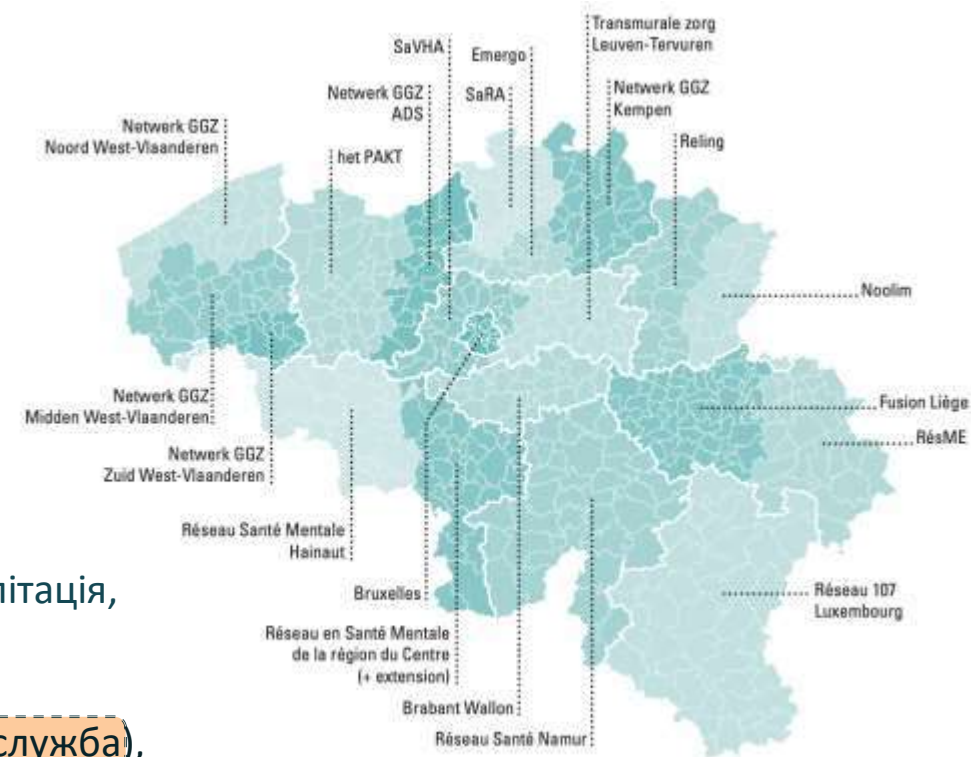 Transmurale zorg
Leuven-Tervuren
SaVHA
Emergo
Netwerk GGZ
ADS
SaRA
Netwerk GGZ
Kempen
Netwerk GGZ
Noord West-Vlaanderen
het PAKT
Reling
Noolim
Netwerk GGZ
Midden West-Vlaanderen
Fusion Liège
RésME
Netwerk GGZ
Zuid West-Vlaanderen
Réseau Santé Mentale
Hainaut
Bruxelles
Réseau 107
Luxembourg
Réseau en Santé Mentale
de la région du Centre
(+ extension)
Brabant Wallon
Réseau Santé Namur
літація,
служба),